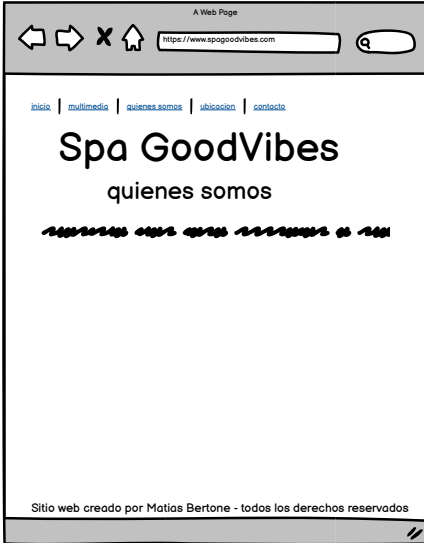 A Web Page
https://www.spagoodvibes.com
inicio | multimedia | quienes somos | ubicacion | contacto
Spa GoodVibes
quienes somos
Sitio web creado por Matias Bertone - todos los derechos reservados